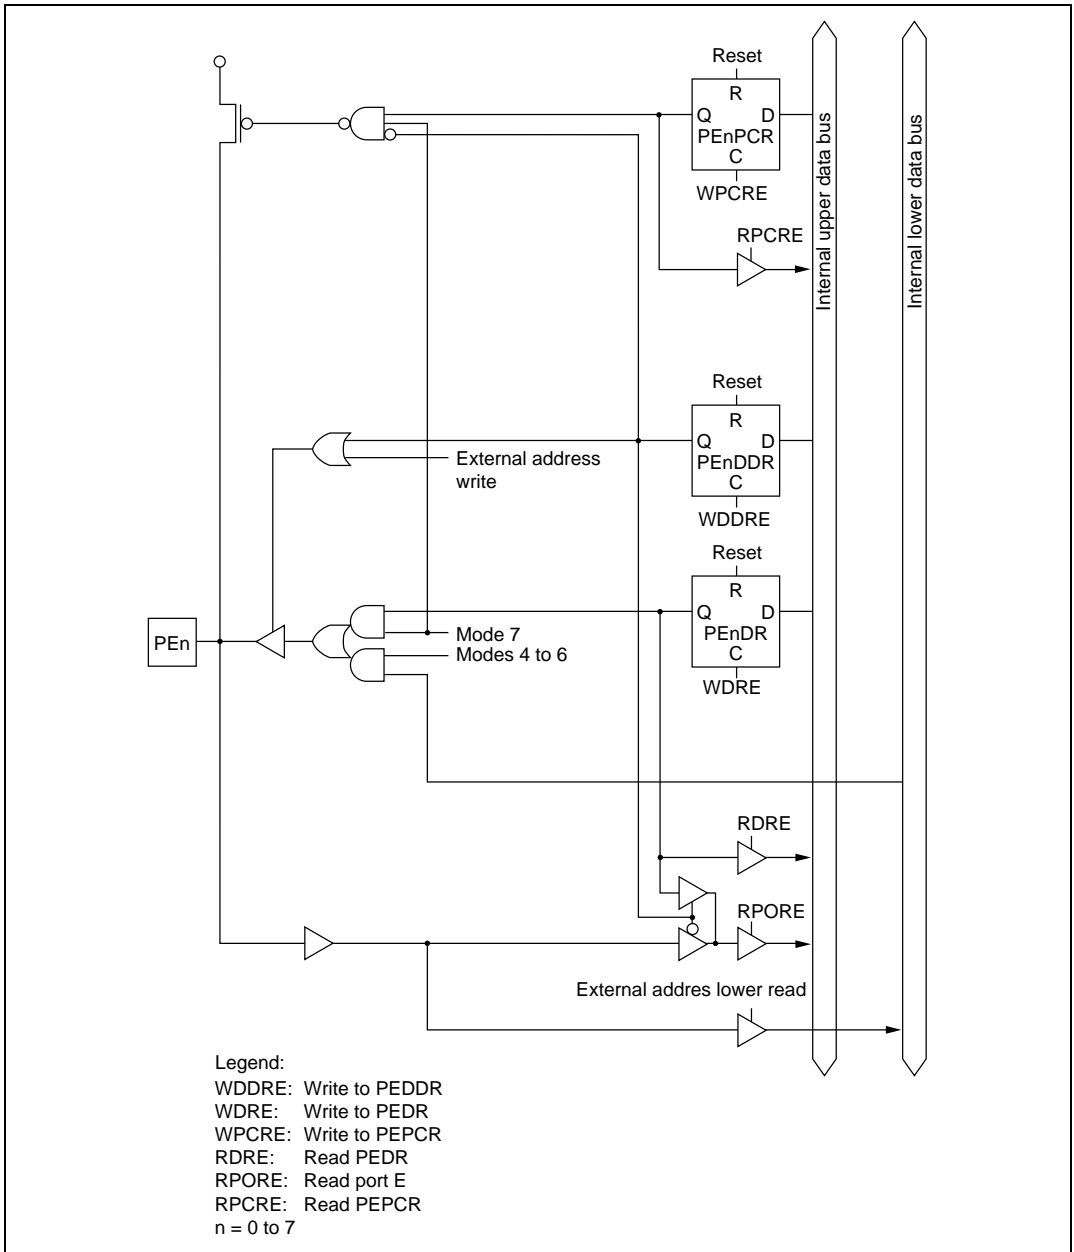 Reset
R
Q D
PEnPCR
C
WPCRE
RPCRE
Internal upper data bus
Internal lower data bus
Reset
R
Q D
PEnDDR
C
WDDRE
External address
write
Reset
R
Q D
PEnDR
C
WDRE
PEn
Mode 7
Modes 4 to 6
RDRE
RPORE
External addres lower read
Legend:
WDDRE: Write to PEDDR
WDRE: Write to PEDR
WPCRE: Write to PEPCR
RDRE: Read PEDR
RPORE: Read port E
RPCRE: Read PEPCR
n = 0 to 7